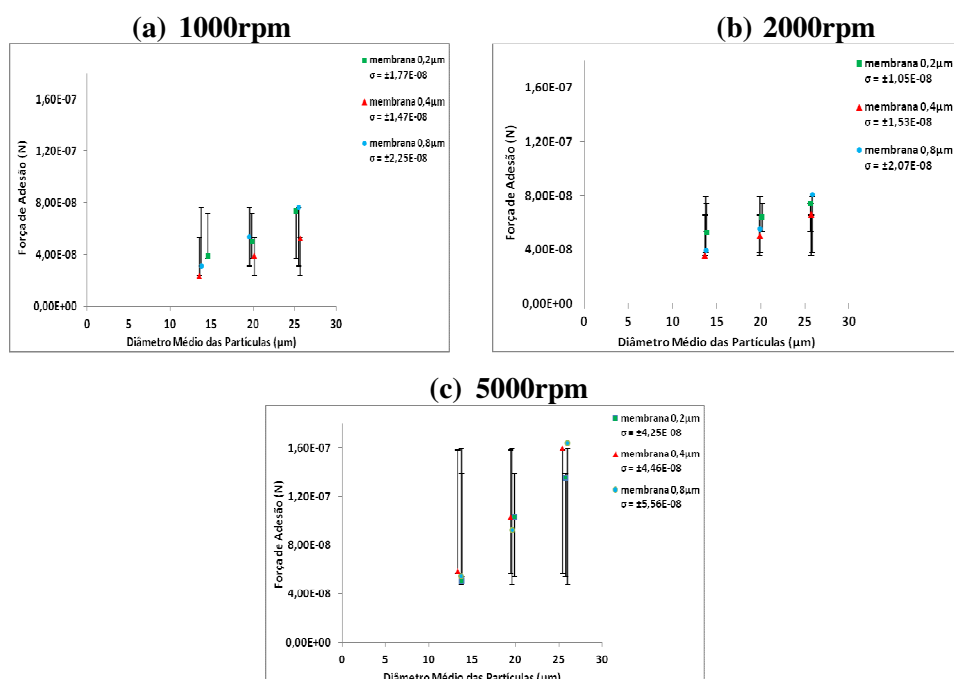 (a) 1000rpm
(b) 2000rpm
membrana 0,2µm
σ = ±1,77E-08
membrana 0,4µm
σ = ±1,47E-08
membrana 0,8µm
σ = ±2,25E-08
Força de Adesão (N)
1,60E-07
1,20E-07
8,00E-08
4,00E-08
0,00E+00
0 5 10 15 20 25 30
Diâmetro Médio das Partículas (µm)
membrana 0,2µm
σ = ±1,05E-08
membrana 0,4µm
σ = ±1,53E-08
membrana 0,8µm
σ = ±2,07E-08
Força de Adesão (N)
1,60E-07
1,20E-07
8,00E-08
4,00E-08
0,00E+00
0 5 10 15 20 25 30
Diâmetro Médio das Partículas (µm)
(c) 5000rpm
membrana 0,2µm
σ = ±4,25E-08
membrana 0,4µm
σ = ±4,46E-08
membrana 0,8µm
σ = ±5,56E-08
Força de Adesão (N)
1,60E-07
1,20E-07
8,00E-08
4,00E-08
0,00E+00
0 5 10 15 20 25 30
Diâmetro Médio das Partículas (µm)